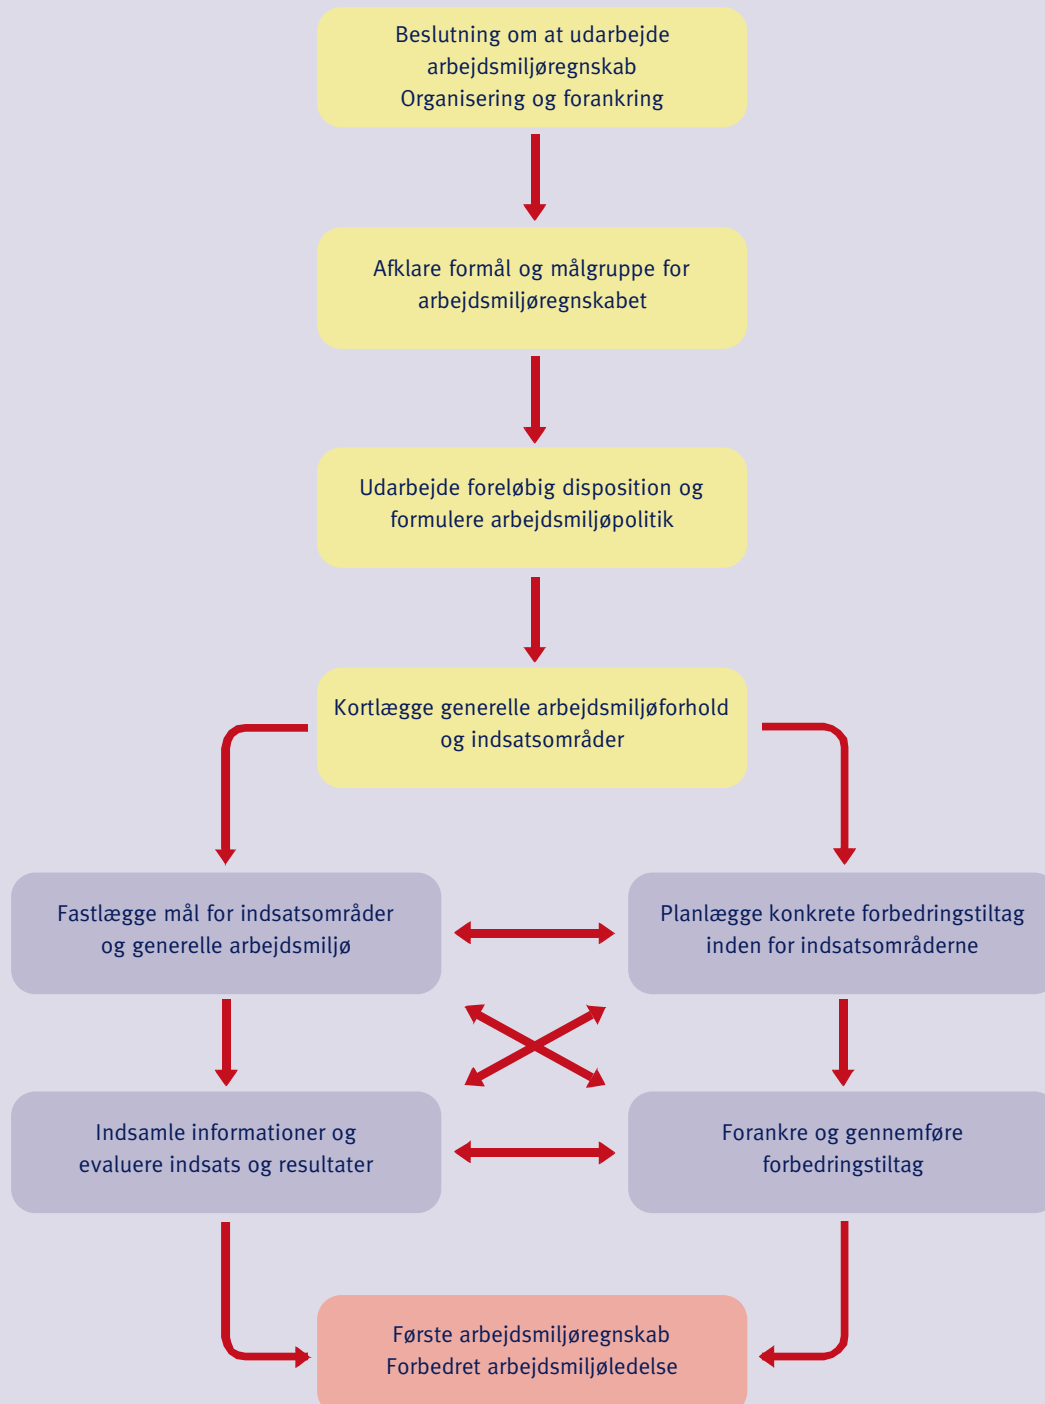 Beslutning om at udarbejde
arbejdsmiljøregnskab
Organisering og forankring
Afklare formål og målgruppe for
arbejdsmiljøregnskabet
Udarbejde foreløbig disposition og
formulere arbejdsmiljøpolitik
Kortlægge generelle arbejdsmiljøforhold
og indsatsområder
Fastlægge mål for indsatsområder
og generelle arbejdsmiljø
Planlægge konkrete forbedringstiltag
inden for indsatsområderne
Indsamle informationer og
evaluere indsats og resultater
Forankre og gennemføre
forbedringstiltag
Første arbejdsmiljøregnskab
Forbedret arbejdsmiljøledelse